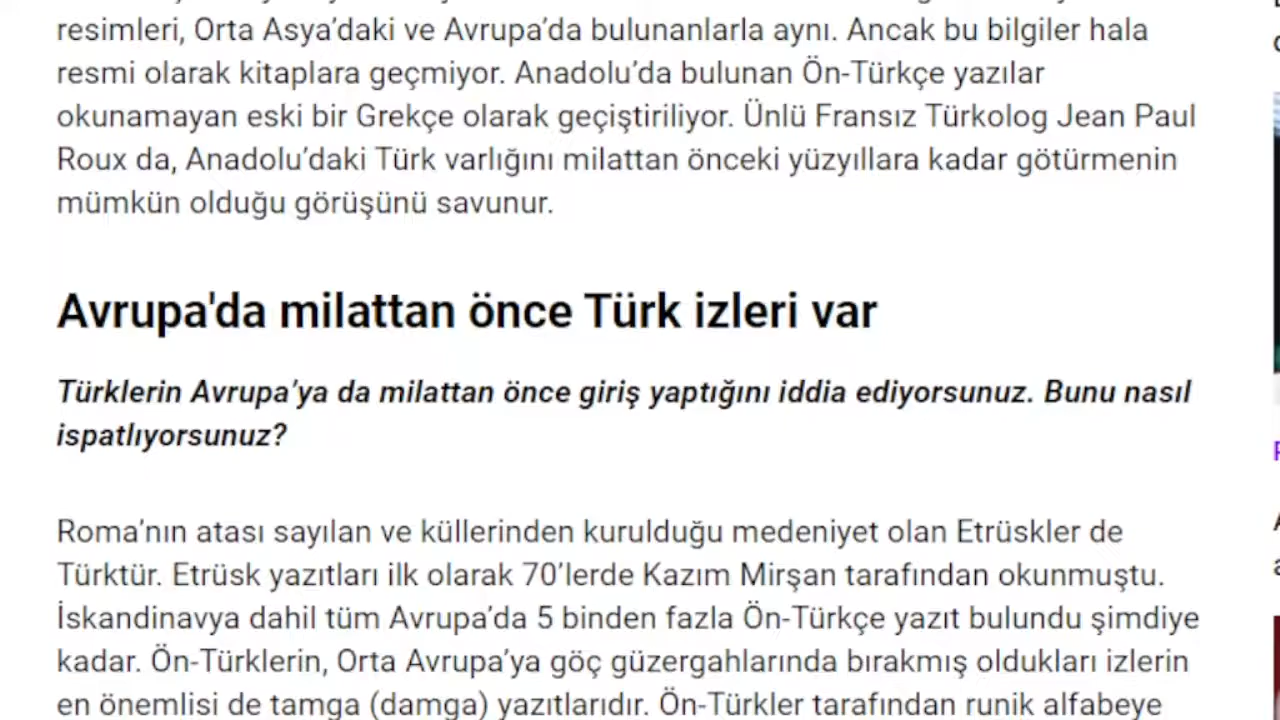 resimleri, Orta Asya’daki ve Avrupa’da bulunanlarla aynı. Ancak bu bilgiler hala
resmi olarak kitaplara geçmiyor. Anadolu’da bulunan Ön-Türkçe yazılar
okunamayan eski bir Grekçe olarak geçiştiriliyor. Ünlü Fransız Türkolog Jean Paul
Roux da, Anadolu’daki Türk varlığını milattan önceki yüzyıllara kadar götürmenin
mümkün olduğu görüşünü savunur.
Avrupa'da milattan önce Türk izleri var
Türklerin Avrupa’ya da milattan önce giriş yaptığını iddia ediyorsunuz. Bunu nasıl
ispatlıyorsunuz?
Roma’nın atası sayılan ve küllerinden kurulduğu medeniyet olan Etrüskler de
Türktür. Etrüsk yazıtları ilk olarak 70’lerde Kazım Mirşan tarafından okunmuştu.
İskandinavya dahil tüm Avrupa’da 5 binden fazla Ön-Türkçe yazıt bulundu şimdiye
kadar. Ön-Türklerin, Orta Avrupa’ya göç güzergahlarında bırakmış oldukları izlerin
en önemlisi de tamga (damga) yazıtlarıdır. Ön-Türkler tarafından runik alfabeye